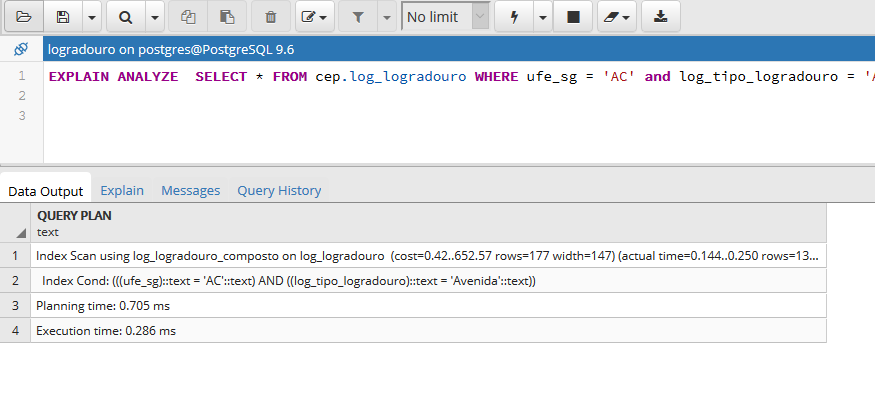 No limit
logradouro on postgres@PostgreSQL 9.6
1 EXPLAIN ANALYZE  SELECT * FROM cep.log_logradouro WHERE ufe_sg = 'AC' and log_tipo_logradouro = '
2
3
Data Output Explain Messages Query History
QUERY PLAN
text
1 Index Scan using log_logradouro_composto on log_logradouro  (cost=0.42..652.57 rows=177 width=147) (actual time=0.144..0.250 rows=13...
2 Index Cond: (((ufe_sg)::text = 'AC'::text) AND ((log_tipo_logradouro)::text = 'Avenida'::text))
3 Planning time: 0.705 ms
4 Execution time: 0.286 ms